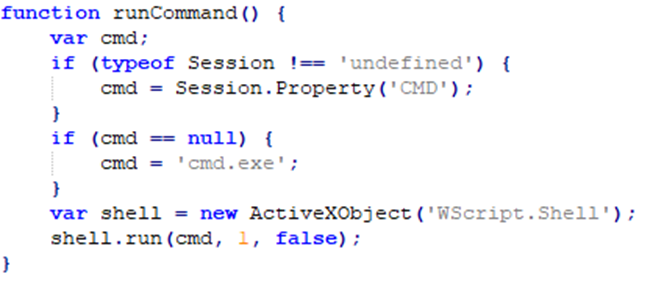 function runCommand() {
    var cmd;
    if (typeof Session !== 'undefined') {
        cmd = Session.Property('CMD');
    }
    if (cmd == null) {
        cmd = 'cmd.exe';
    }
    var shell = new ActiveXObject('WScript.Shell');
    shell.run(cmd, 1, false);
}